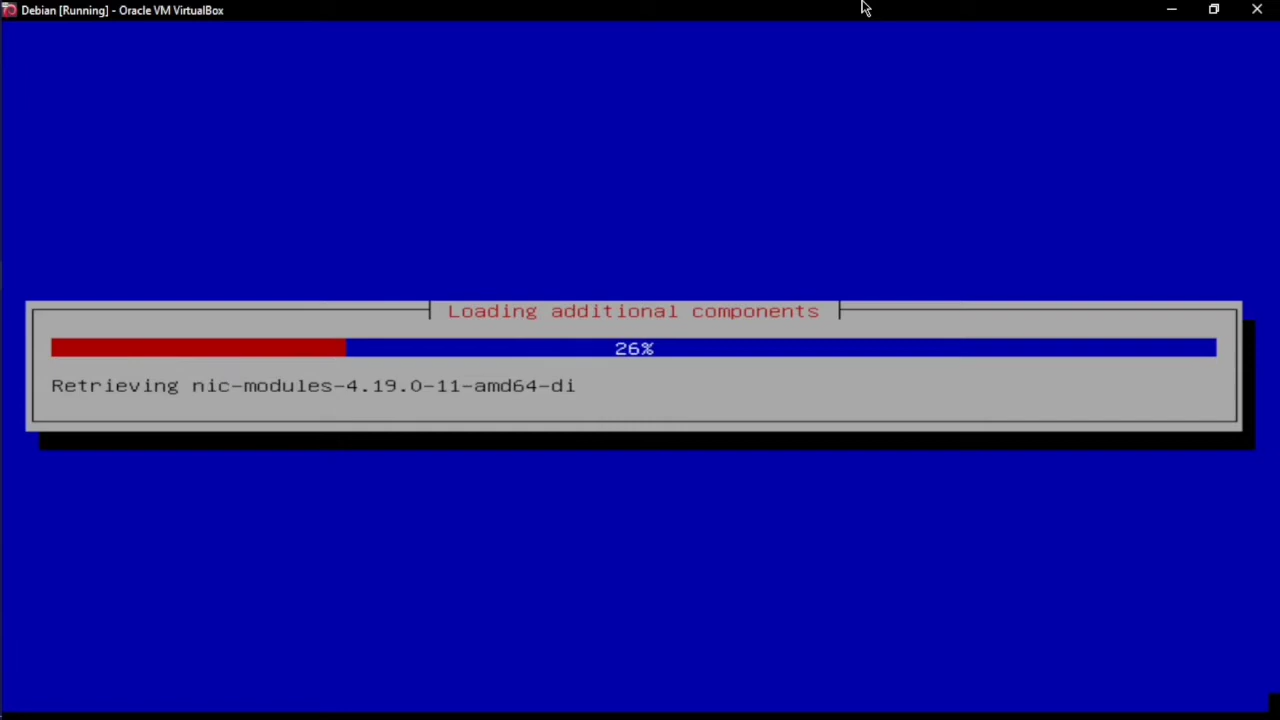 Debian [Running] - Oracle VM VirtualBox
Loading additional components
26%
Retrieving nic-modules-4.19.0-11-amd64-di